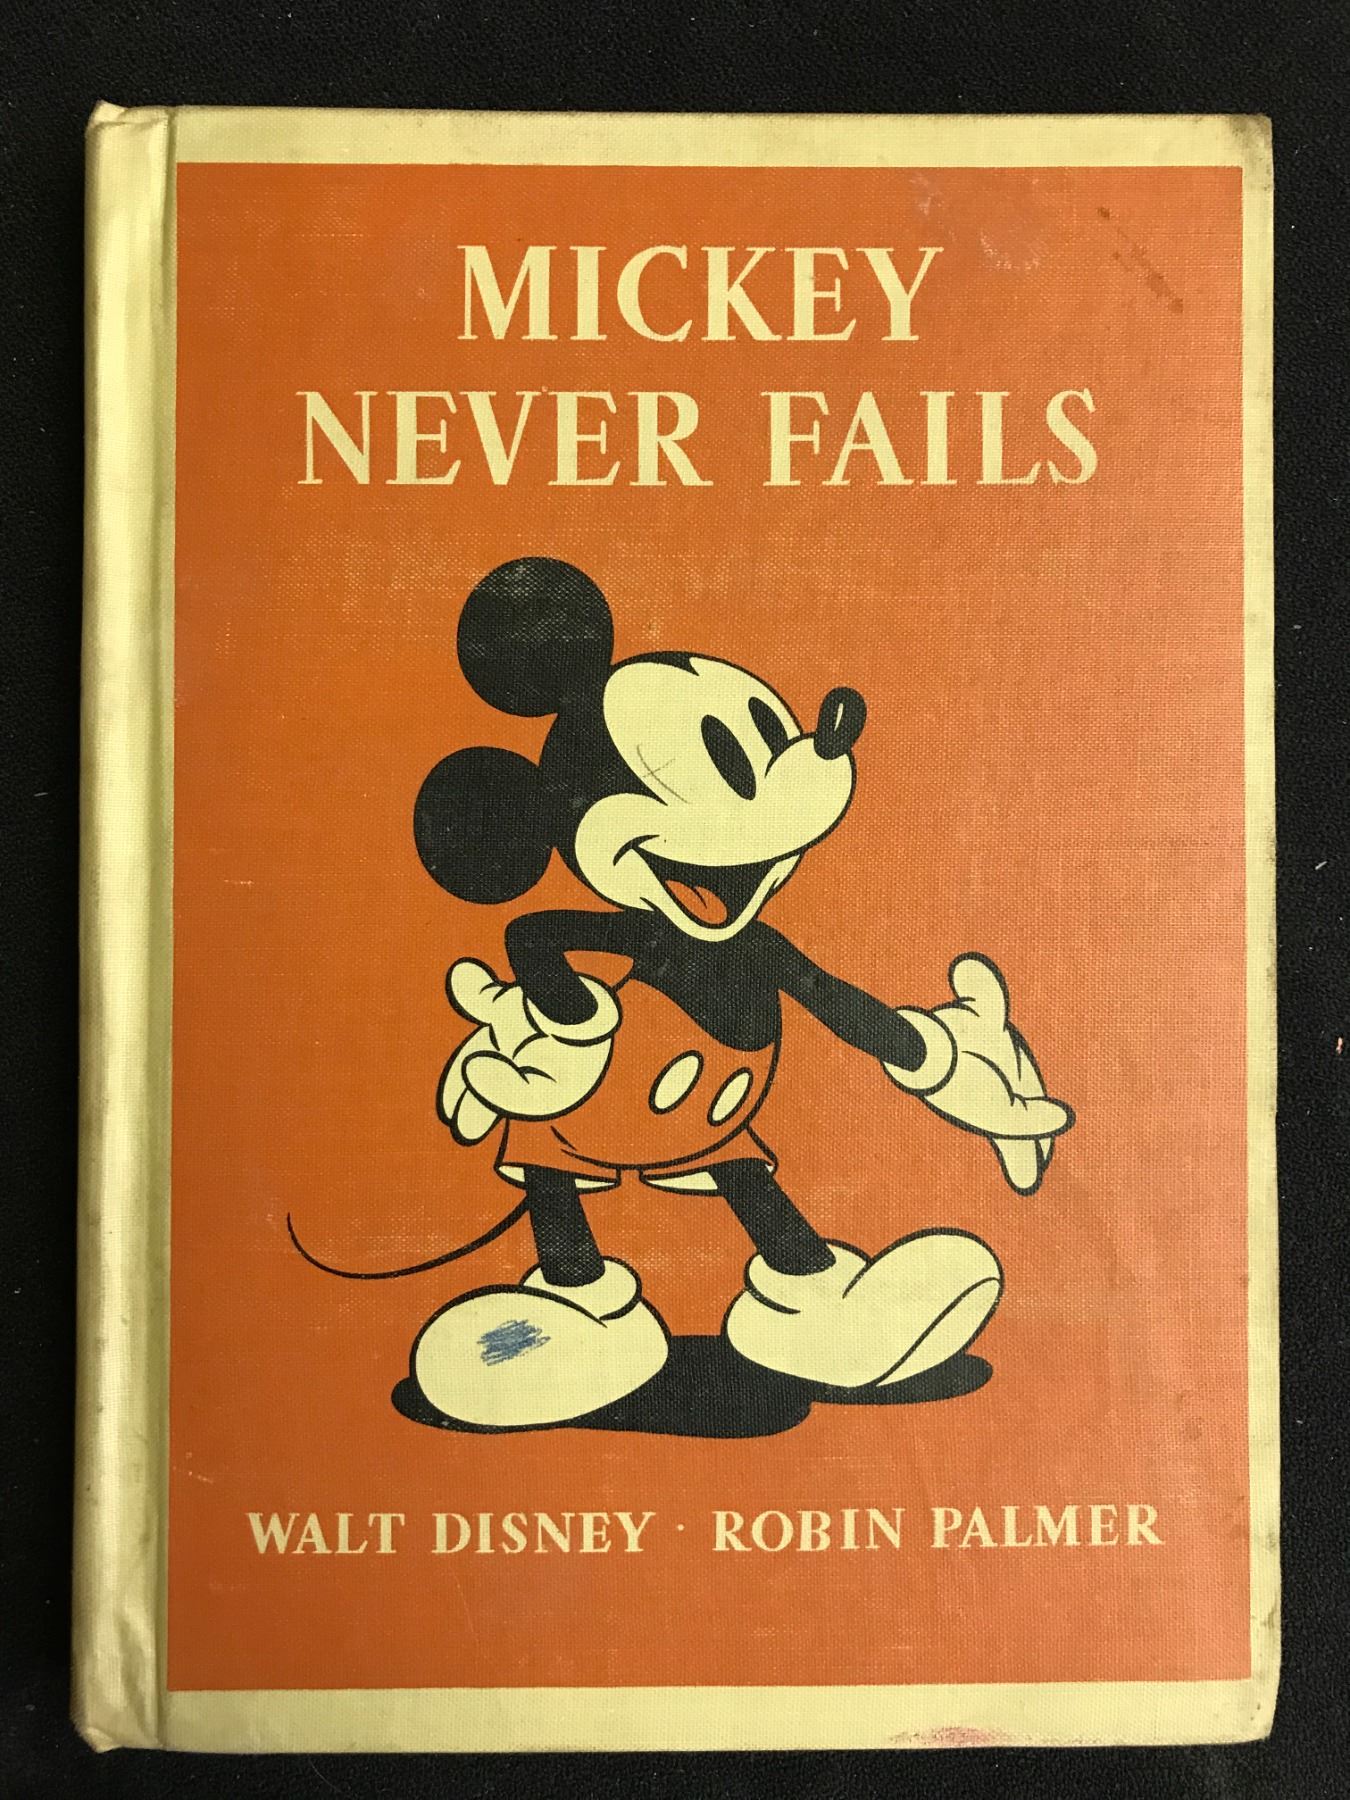 MICKEY
NEVER FAILS
WALT DISNEY · ROBIN PALMER